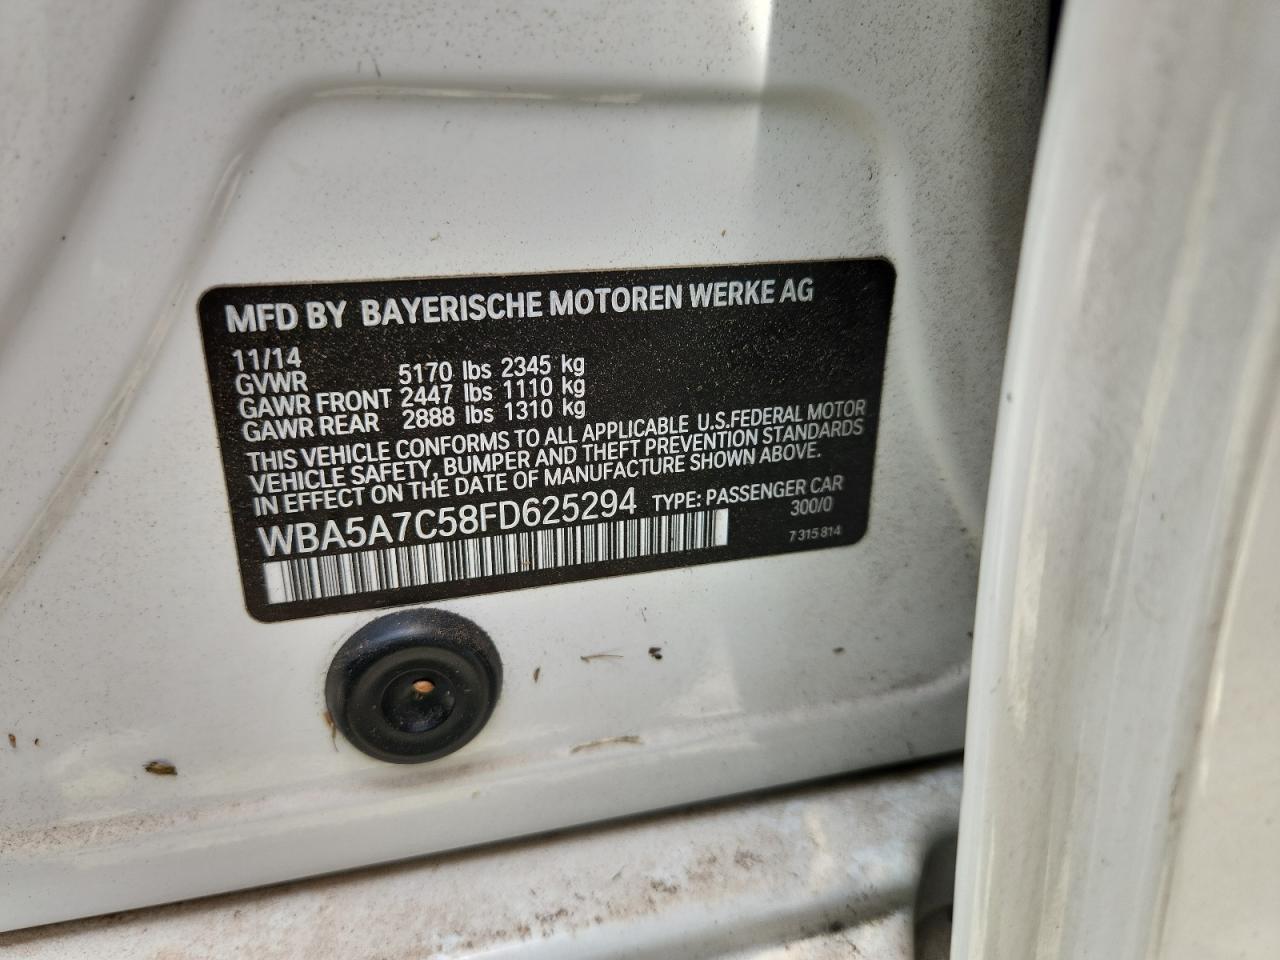 MFD BY BAYERISCHE MOTOREN WERKE AG
11/14
GVWR 5170 lbs 2345 kg
GAWR FRONT 2447 lbs 1110 kg
GAWR REAR 2888 lbs 1310 kg
THIS VEHICLE CONFORMS TO ALL APPLICABLE U.S.FEDERAL MOTOR
VEHICLE SAFETY, BUMPER AND THEFT PREVENTION STANDARDS
IN EFFECT ON THE DATE OF MANUFACTURE SHOWN ABOVE.
WBA5A7C58FD625294 TYPE: PASSENGER CAR
300/0
7 315 814